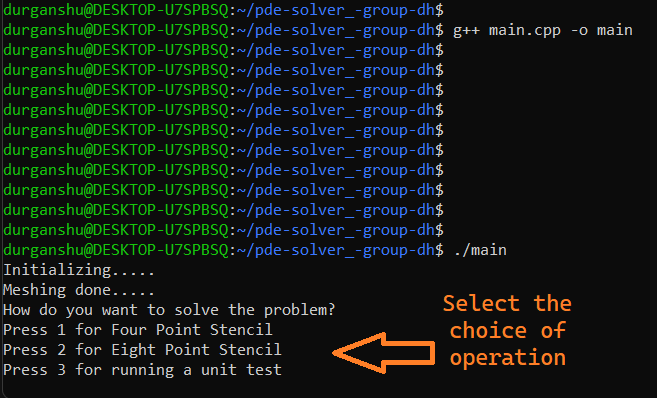 durganshu@DESKTOP-U7SPBSQ:~/pde-solver_-group-dh$
durganshu@DESKTOP-U7SPBSQ:~/pde-solver_-group-dh$ g++ main.cpp -o main
durganshu@DESKTOP-U7SPBSQ:~/pde-solver_-group-dh$
durganshu@DESKTOP-U7SPBSQ:~/pde-solver_-group-dh$
durganshu@DESKTOP-U7SPBSQ:~/pde-solver_-group-dh$
durganshu@DESKTOP-U7SPBSQ:~/pde-solver_-group-dh$
durganshu@DESKTOP-U7SPBSQ:~/pde-solver_-group-dh$
durganshu@DESKTOP-U7SPBSQ:~/pde-solver_-group-dh$
durganshu@DESKTOP-U7SPBSQ:~/pde-solver_-group-dh$
durganshu@DESKTOP-U7SPBSQ:~/pde-solver_-group-dh$
durganshu@DESKTOP-U7SPBSQ:~/pde-solver_-group-dh$
durganshu@DESKTOP-U7SPBSQ:~/pde-solver_-group-dh$
durganshu@DESKTOP-U7SPBSQ:~/pde-solver_-group-dh$ ./main
Initializing.....
Meshing done.....
How do you want to solve the problem?
Press 1 for Four Point Stencil
Press 2 for Eight Point Stencil
Press 3 for running a unit test
Select the
choice of
operation